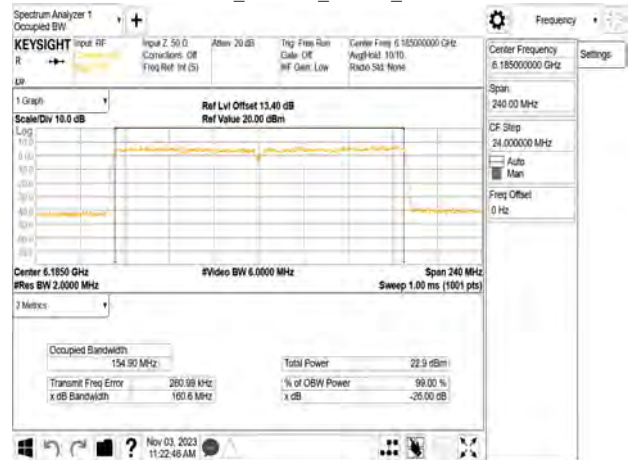 Spectrum Analyzer 1
Occupied BW
Frequency
KEYSIGHT Input: RF
R
Input Z: 50 Ω
Corrections: Off
Freq Ref: Int (S)
Atten: 20 dB
Trig: Free Run
Gate: Off
#IF Gain: Low
Center Freq: 6.185000000 GHz
Avg|Hold: 10/10
Radio Std: None
Center Frequency
6.185000000 GHz
Settings
Span
240.00 MHz
CF Step
24.000000 MHz
Auto
Man
Freq Offset
0 Hz
1 Graph
Scale/Div 10.0 dB
Ref Lvl Offset 13.40 dB
Ref Value 20.00 dBm
Log
Center 6.1850 GHz
#Res BW 2.0000 MHz
#Video BW 6.0000 MHz
Span 240 MHz
Sweep 1.00 ms (1001 pts)
2 Metrics
Occupied Bandwidth
154.90 MHz
Total Power 22.9 dBm
Transmit Freq Error 260.99 kHz
% of OBW Power 99.00 %
x dB Bandwidth 160.6 MHz
x dB -26.00 dB
Nov 03, 2023
11:22:46 AM